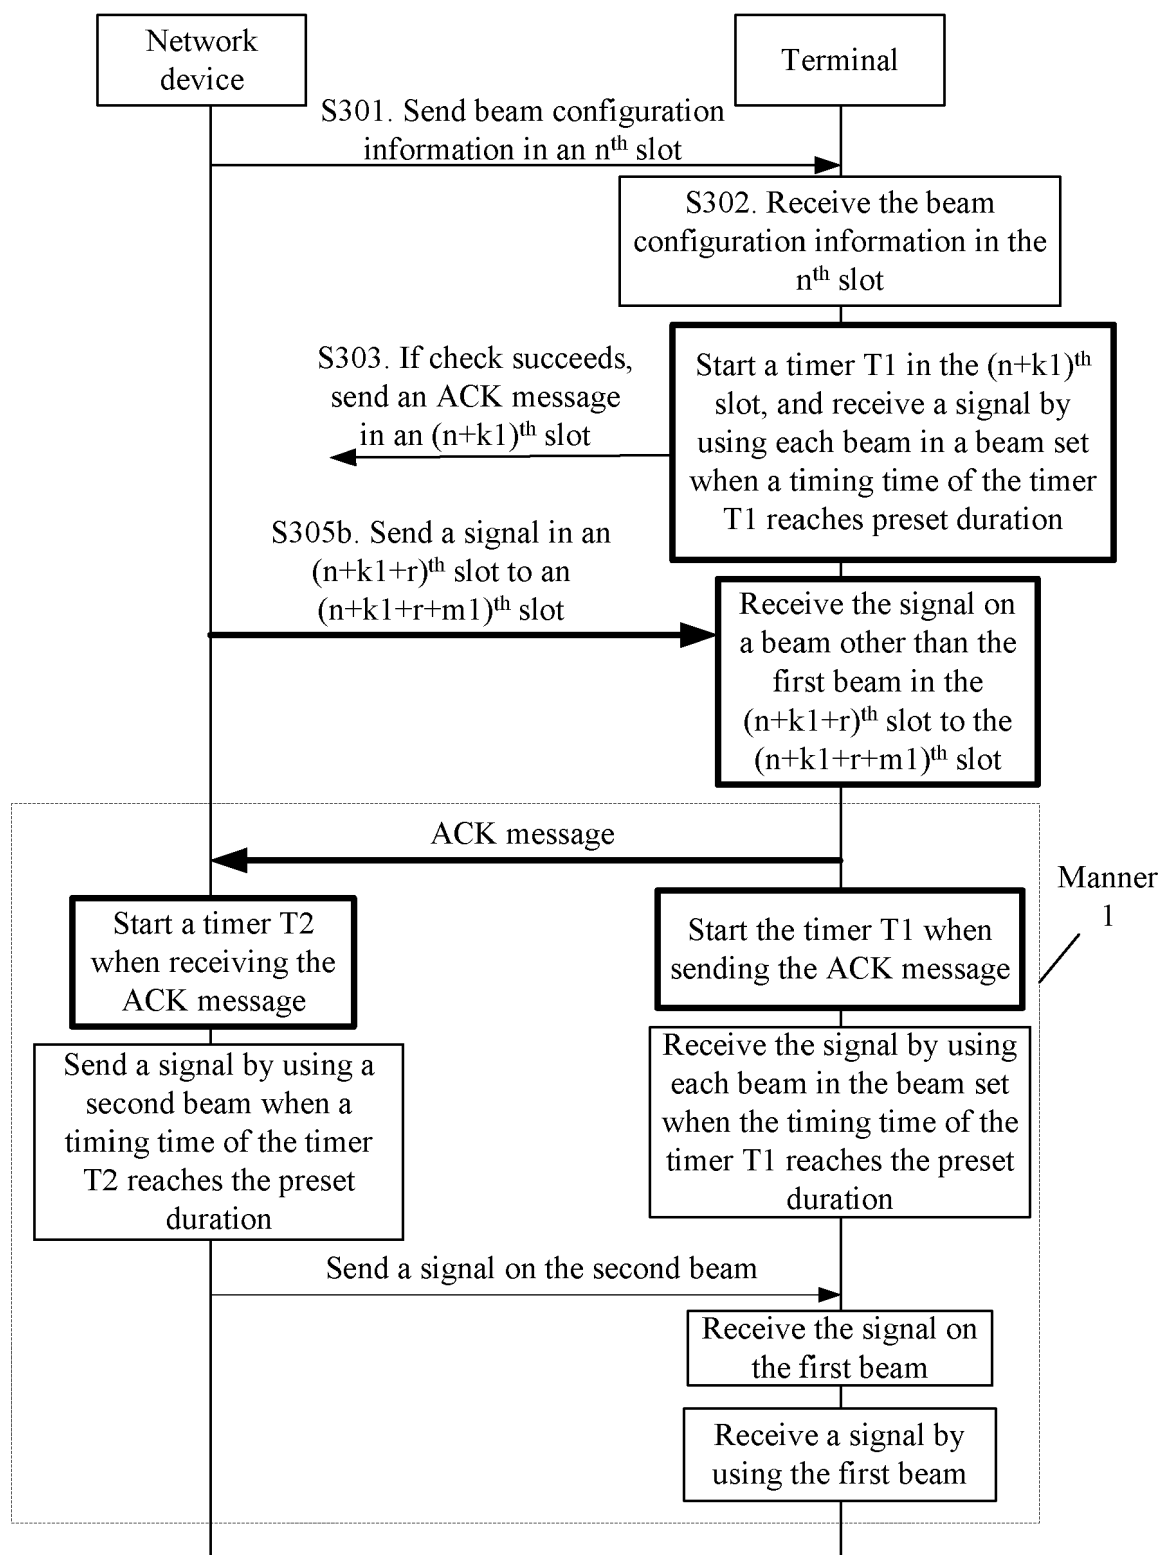 Network
device
Terminal
S301. Send beam configuration
information in an nth slot
S302. Receive the beam
configuration information in the
nth slot
S303. If check succeeds,
send an ACK message
in an (n+k1)th slot
Start a timer T1 in the (n+k1)th
slot, and receive a signal by
using each beam in a beam set
when a timing time of the timer
T1 reaches preset duration
S305b. Send a signal in an
(n+k1+r)th slot to an
(n+k1+r+m1)th slot
Receive the signal on
a beam other than the
first beam in the
(n+k1+r)th slot to the
(n+k1+r+m1)th slot
ACK message
Manner
1
Start a timer T2
when receiving the
ACK message
Start the timer T1 when
sending the ACK message
Send a signal by using a
second beam when a
timing time of the timer
T2 reaches the preset
duration
Receive the signal by using
each beam in the beam set
when the timing time of the
timer T1 reaches the preset
duration
Send a signal on the second beam
Receive the signal on
the first beam
Receive a signal by
using the first beam